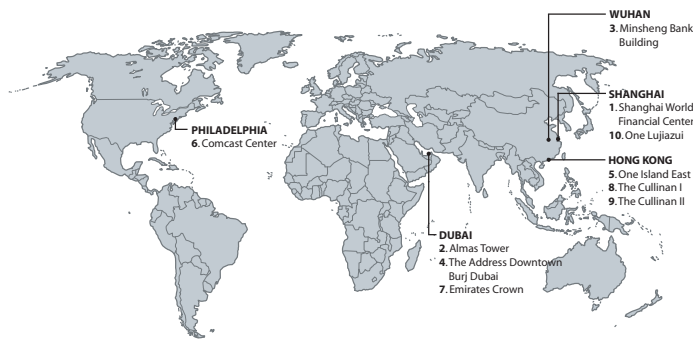 WUHAN
3. Minsheng Bank
Building
SHANGHAI
1. Shanghai World
Financial Center
10. One Lujiazui
PHILADELPHIA
6. Comcast Center
HONG KONG
5. One Island East
8. The Cullinan I
9. The Cullinan II
DUBAI
2. Almas Tower
4. The Address Downtown
Burj Dubai
7. Emirates Crown